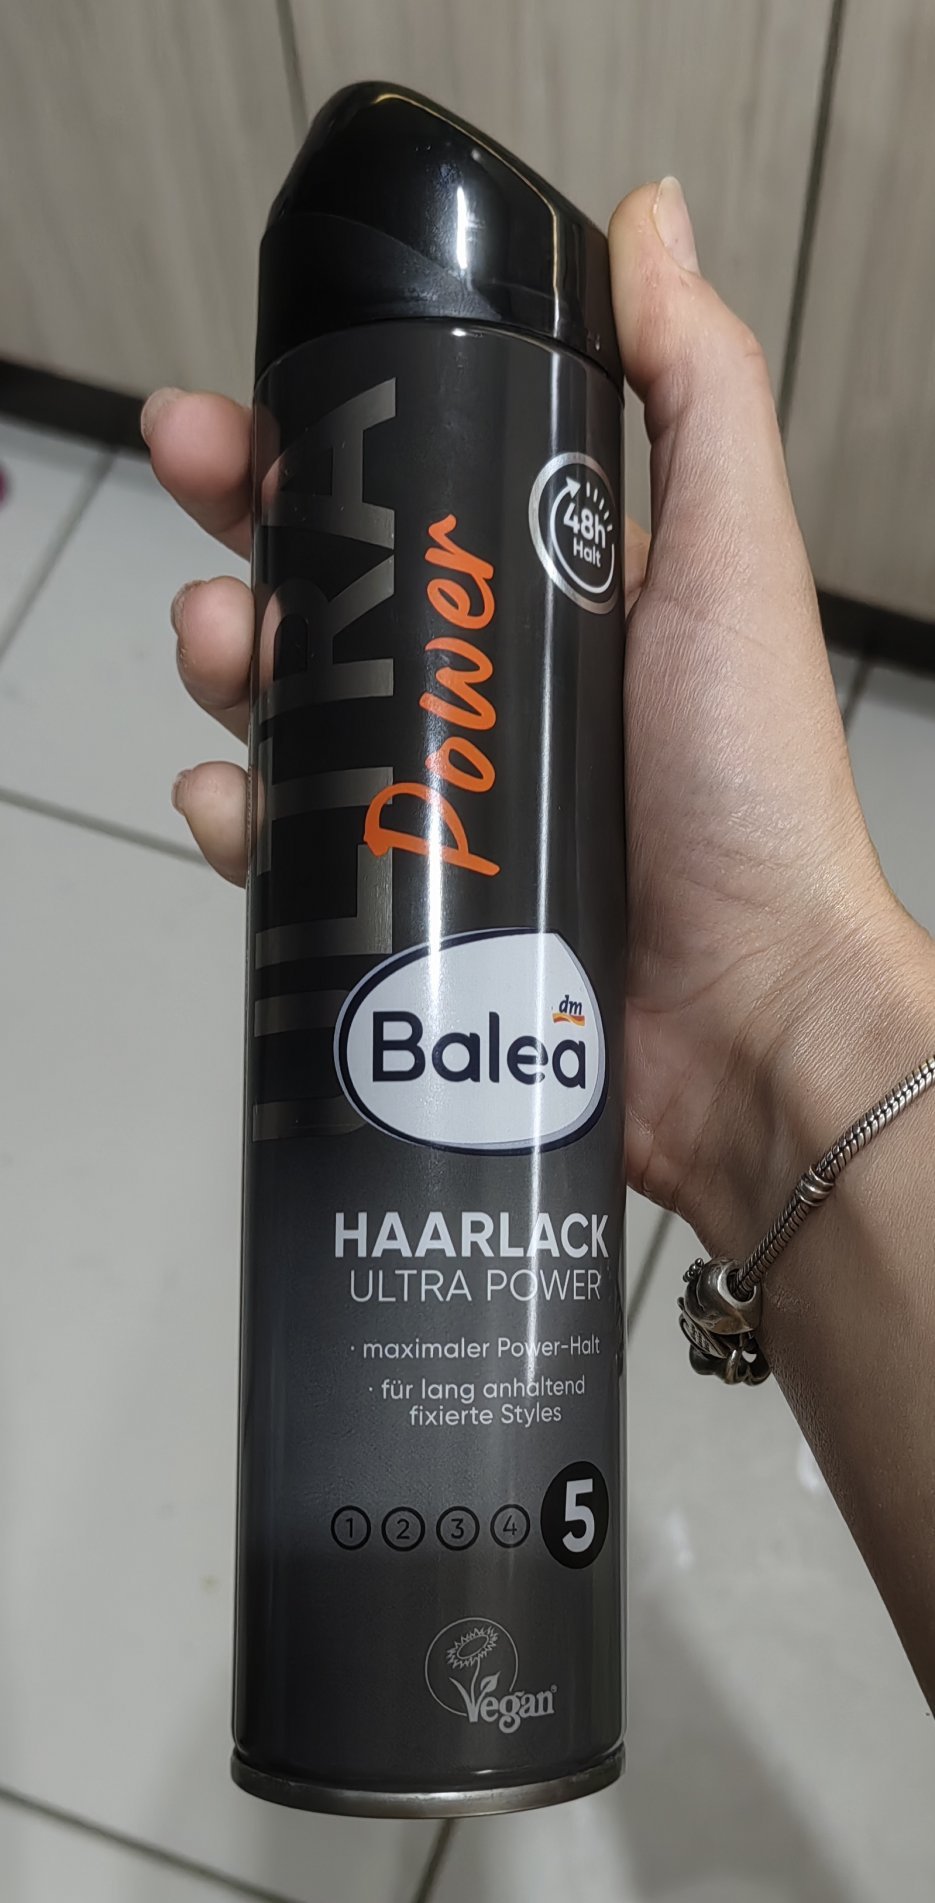 ULTRA
Power
48h
Halt
dm
Balea
HAARLACK
ULTRA POWER
· maximaler Power-Halt
· für lang anhaltend
fixierte Styles
1 2 3 4 5
Vegan